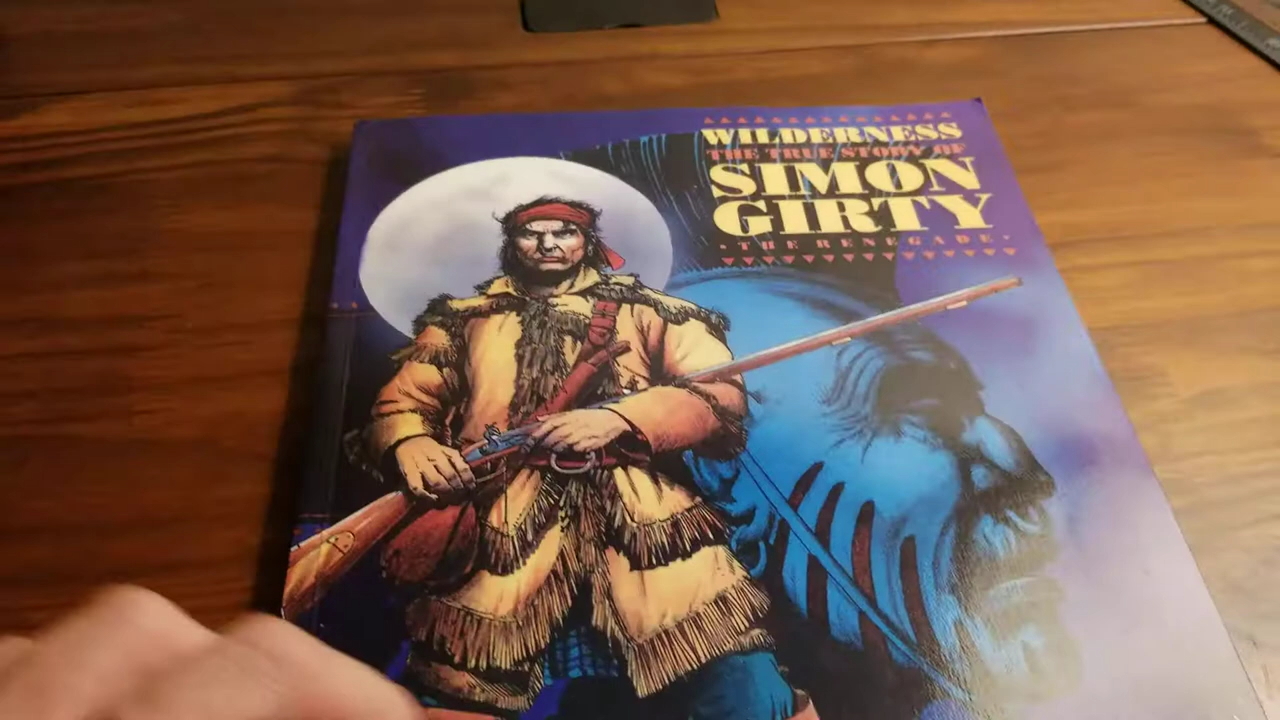 WILDERNESS
THE TRUE STORY OF
SIMON
GIRTY
• THE RENEGADE •